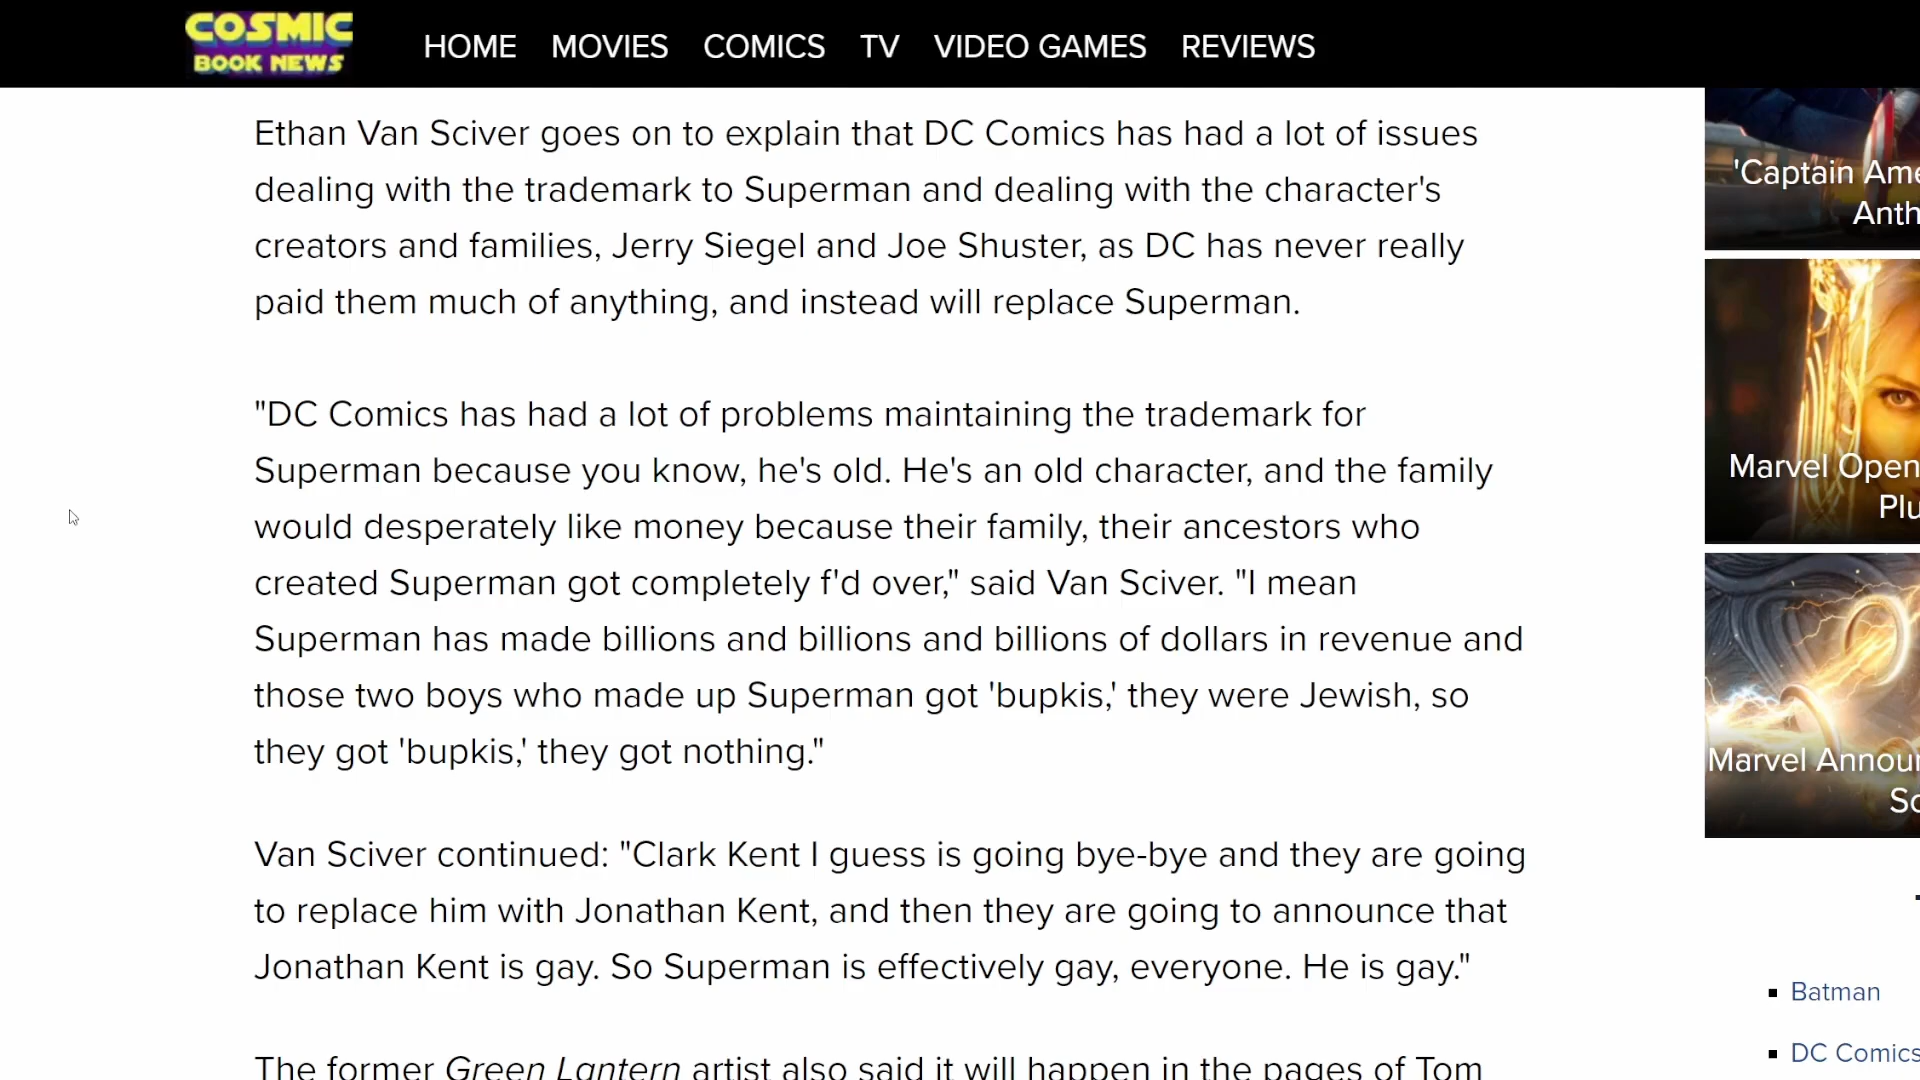 COSMIC
BOOK NEWS
HOME MOVIES COMICS TV VIDEO GAMES REVIEWS
Ethan Van Sciver goes on to explain that DC Comics has had a lot of issues
dealing with the trademark to Superman and dealing with the character's
creators and families, Jerry Siegel and Joe Shuster, as DC has never really
paid them much of anything, and instead will replace Superman.
"DC Comics has had a lot of problems maintaining the trademark for
Superman because you know, he's old. He's an old character, and the family
would desperately like money because their family, their ancestors who
created Superman got completely f'd over," said Van Sciver. "I mean
Superman has made billions and billions and billions of dollars in revenue and
those two boys who made up Superman got 'bupkis,' they were Jewish, so
they got 'bupkis,' they got nothing."
Van Sciver continued: "Clark Kent I guess is going bye-bye and they are going
to replace him with Jonathan Kent, and then they are going to announce that
Jonathan Kent is gay. So Superman is effectively gay, everyone. He is gay."
The former Green Lantern artist also said it will happen in the pages of Tom
'Captain Ame
Anth
Marvel Open
Plu
Marvel Announ
Sc
Batman
DC Comics